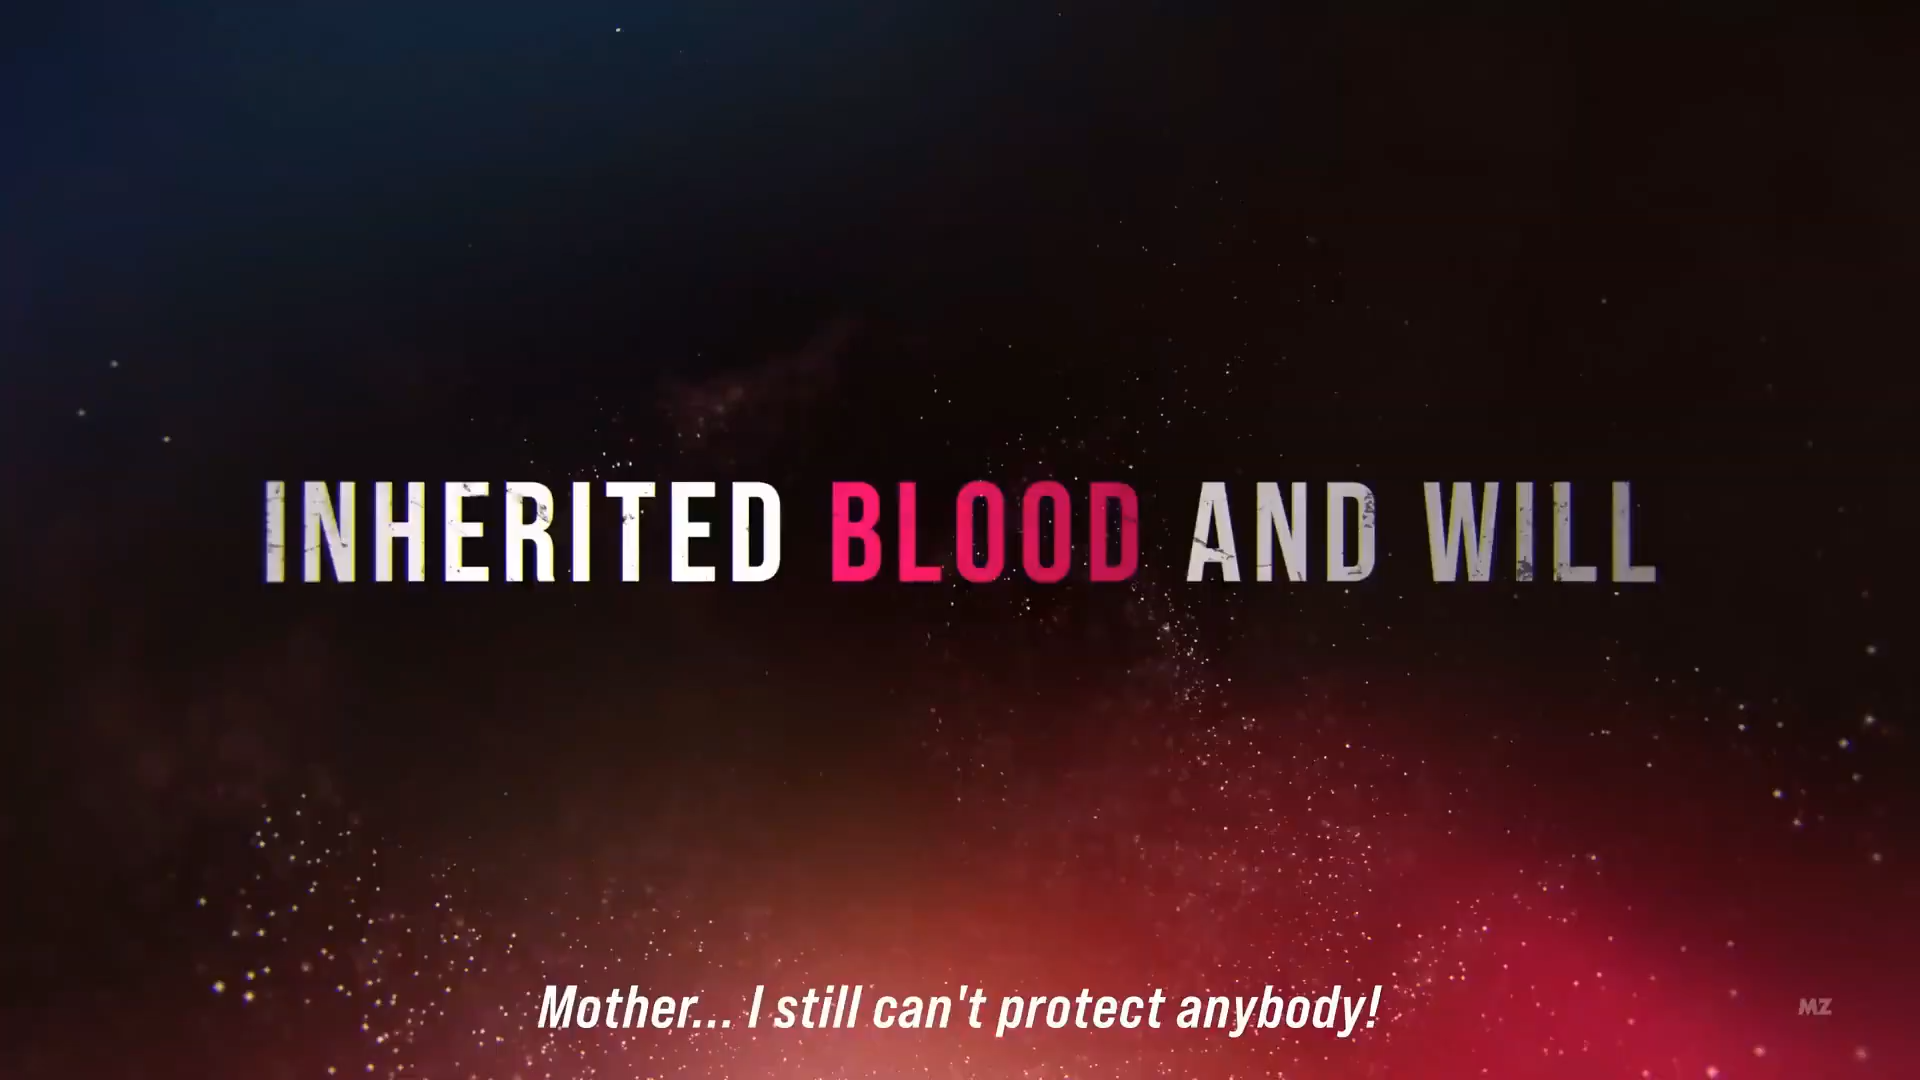 INHERITED BLOOD AND WILL
Mother... I still can't protect anybody!
MZ